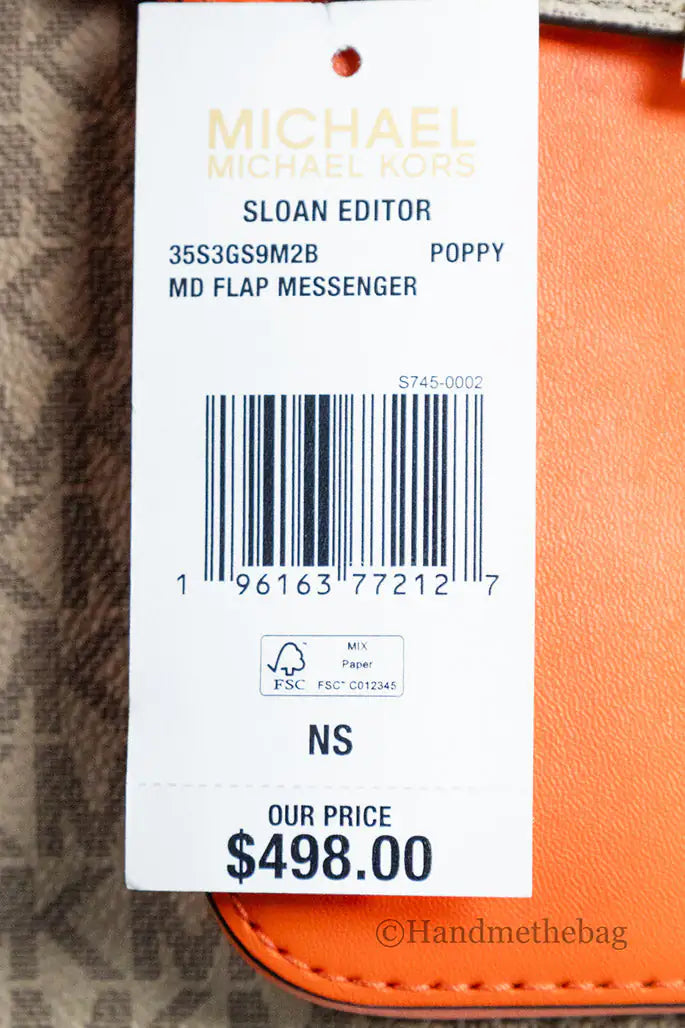 MICHAEL
MICHAEL KORS
SLOAN EDITOR
35S3GS9M2B POPPY
MD FLAP MESSENGER
S745-0002
1 96163 77212 7
MIX
Paper
FSC FSC™ C012345
NS
OUR PRICE
$498.00
©Handmethebag